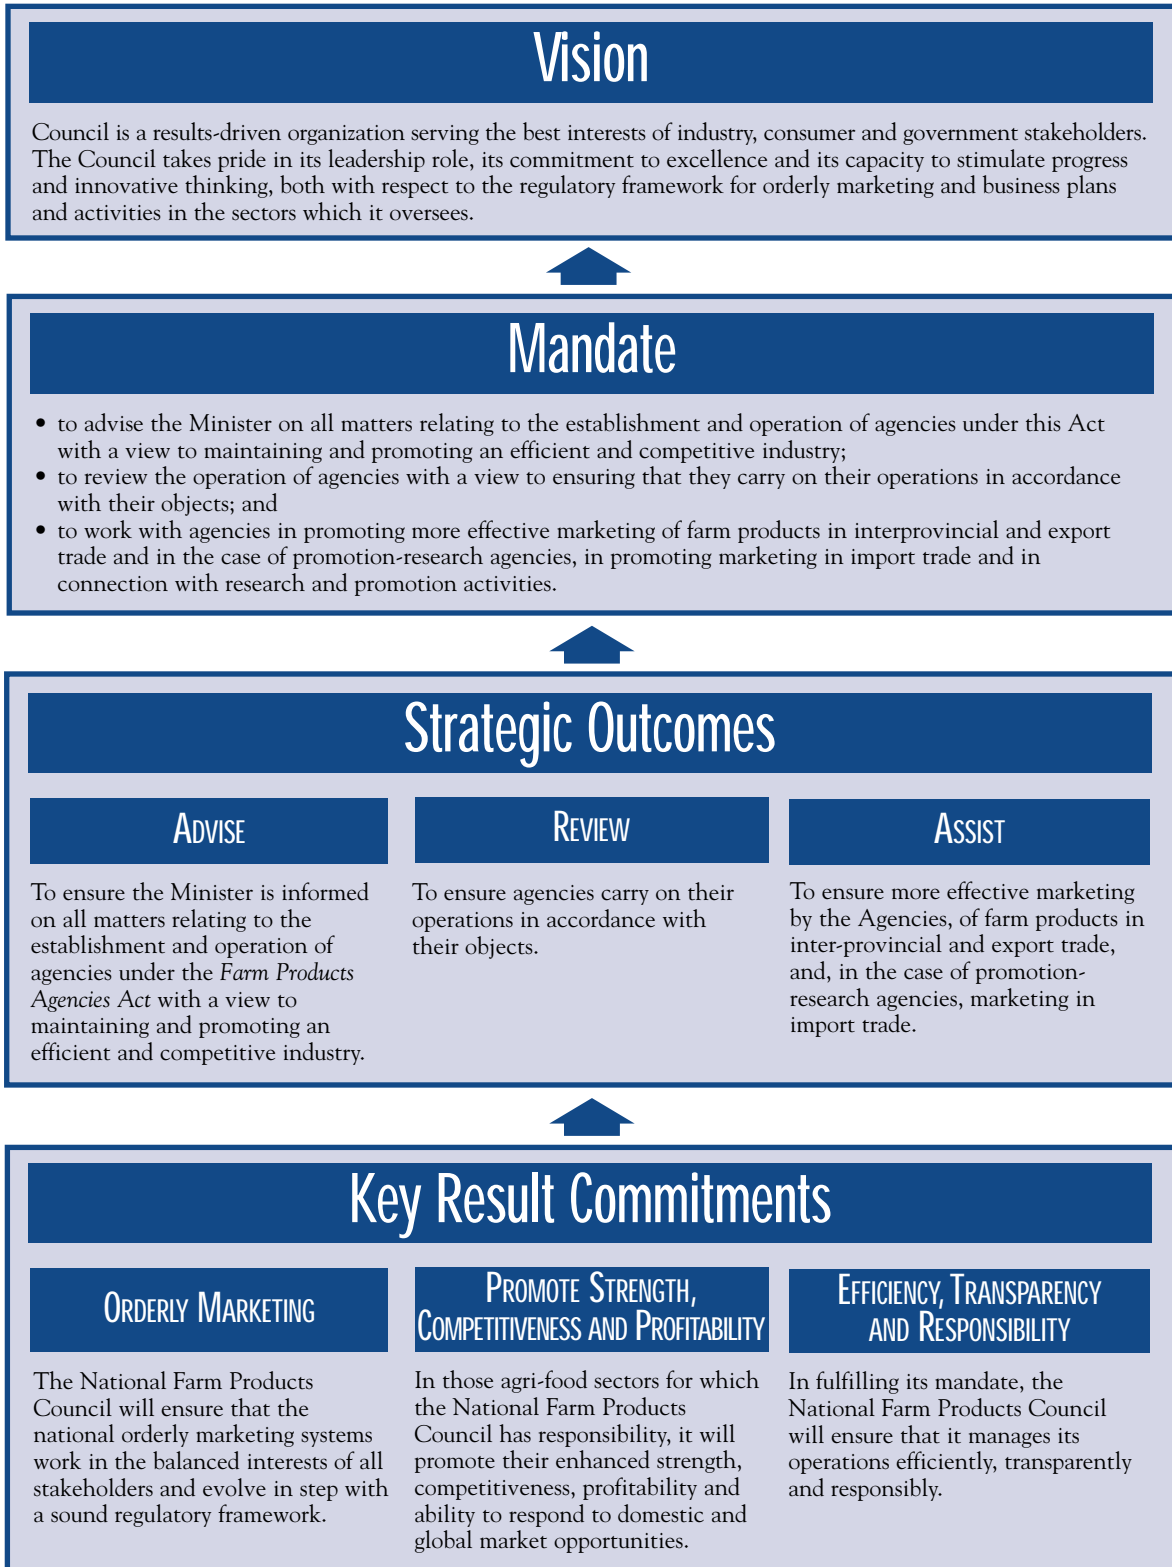 Vision
Council is a results-driven organization serving the best interests of industry, consumer and government stakeholders.
The Council takes pride in its leadership role, its commitment to excellence and its capacity to stimulate progress
and innovative thinking, both with respect to the regulatory framework for orderly marketing and business plans
and activities in the sectors which it oversees.
Mandate
• to advise the Minister on all matters relating to the establishment and operation of agencies under this Act
with a view to maintaining and promoting an efficient and competitive industry;
• to review the operation of agencies with a view to ensuring that they carry on their operations in accordance
with their objects; and
• to work with agencies in promoting more effective marketing of farm products in interprovincial and export
trade and in the case of promotion-research agencies, in promoting marketing in import trade and in
connection with research and promotion activities.
Strategic Outcomes
ADVISE
To ensure the Minister is informed
on all matters relating to the
establishment and operation of
agencies under the Farm Products
Agencies Act with a view to
maintaining and promoting an
efficient and competitive industry.
REVIEW
To ensure agencies carry on their
operations in accordance with
their objects.
ASSIST
To ensure more effective marketing
by the Agencies, of farm products in
inter-provincial and export trade,
and, in the case of promotion-
research agencies, marketing in
import trade.
Key Result Commitments
ORDERLY MARKETING
The National Farm Products
Council will ensure that the
national orderly marketing systems
work in the balanced interests of all
stakeholders and evolve in step with
a sound regulatory framework.
PROMOTE STRENGTH,
COMPETITIVENESS AND PROFITABILITY
In those agri-food sectors for which
the National Farm Products
Council has responsibility, it will
promote their enhanced strength,
competitiveness, profitability and
ability to respond to domestic and
global market opportunities.
EFFICIENCY, TRANSPARENCY
AND RESPONSIBILITY
In fulfilling its mandate, the
National Farm Products Council
will ensure that it manages its
operations efficiently, transparently
and responsibly.